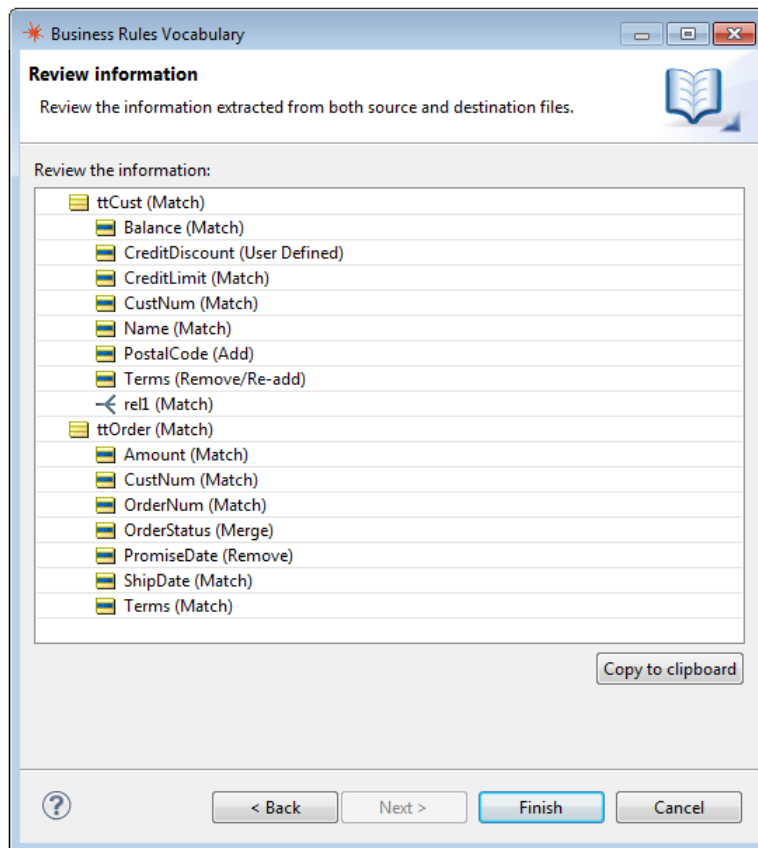 Business Rules Vocabulary
Review information
Review the information extracted from both source and destination files.
Review the information:
ttCust (Match)
Balance (Match)
CreditDiscount (User Defined)
CreditLimit (Match)
CustNum (Match)
Name (Match)
PostalCode (Add)
Terms (Remove/Re-add)
rel1 (Match)
ttOrder (Match)
Amount (Match)
CustNum (Match)
OrderNum (Match)
OrderStatus (Merge)
PromiseDate (Remove)
ShipDate (Match)
Terms (Match)
Copy to clipboard
? < Back Next > Finish Cancel